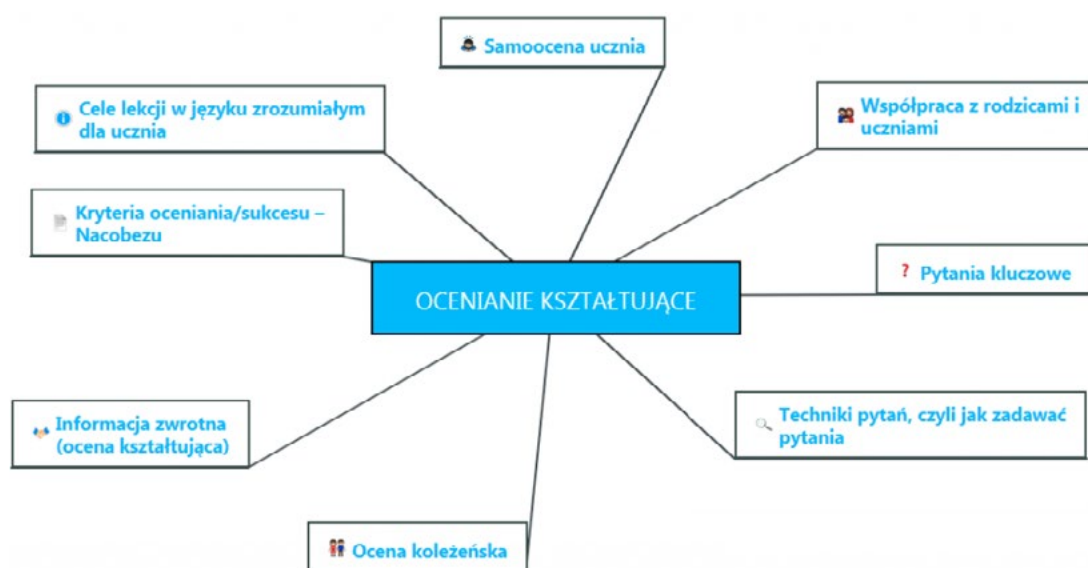 Samoocena ucznia
Cele lekcji w języku zrozumiałym
dla ucznia
Współpraca z rodzicami i
uczniami
Kryteria oceniania/sukcesu –
Nacobezu
? Pytania kluczowe
OCENIANIE KSZTAŁTUJĄCE
Informacja zwrotna
(ocena kształtująca)
Techniki pytań, czyli jak zadawać
pytania
Ocena koleżeńska